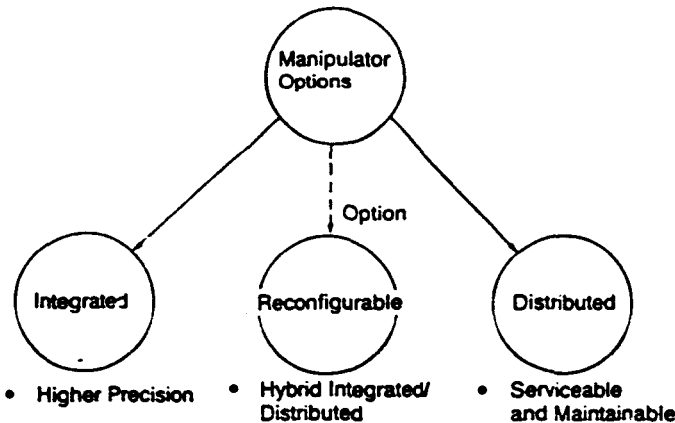 Manipulator
Options
Option
Integrated
Reconfigurable
Distributed
• Higher Precision
• Hybrid Integrated/
Distributed
• Serviceable
and Maintainable